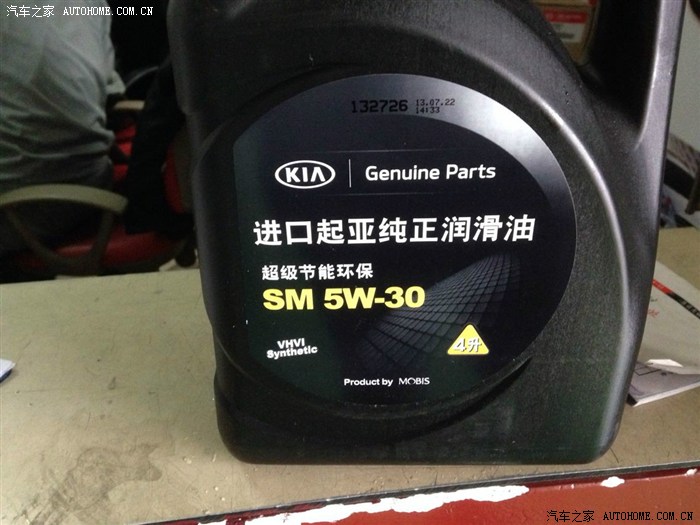 汽车之家 AUTOHOME.COM.CN
132726 13.07.22
14:33
KIA Genuine Parts
进口起亚纯正润滑油
超级节能环保
SM 5W-30
VHVI
Synthetic
4升
Product by MOBIS
汽车之家 AUTOHOME.COM.CN